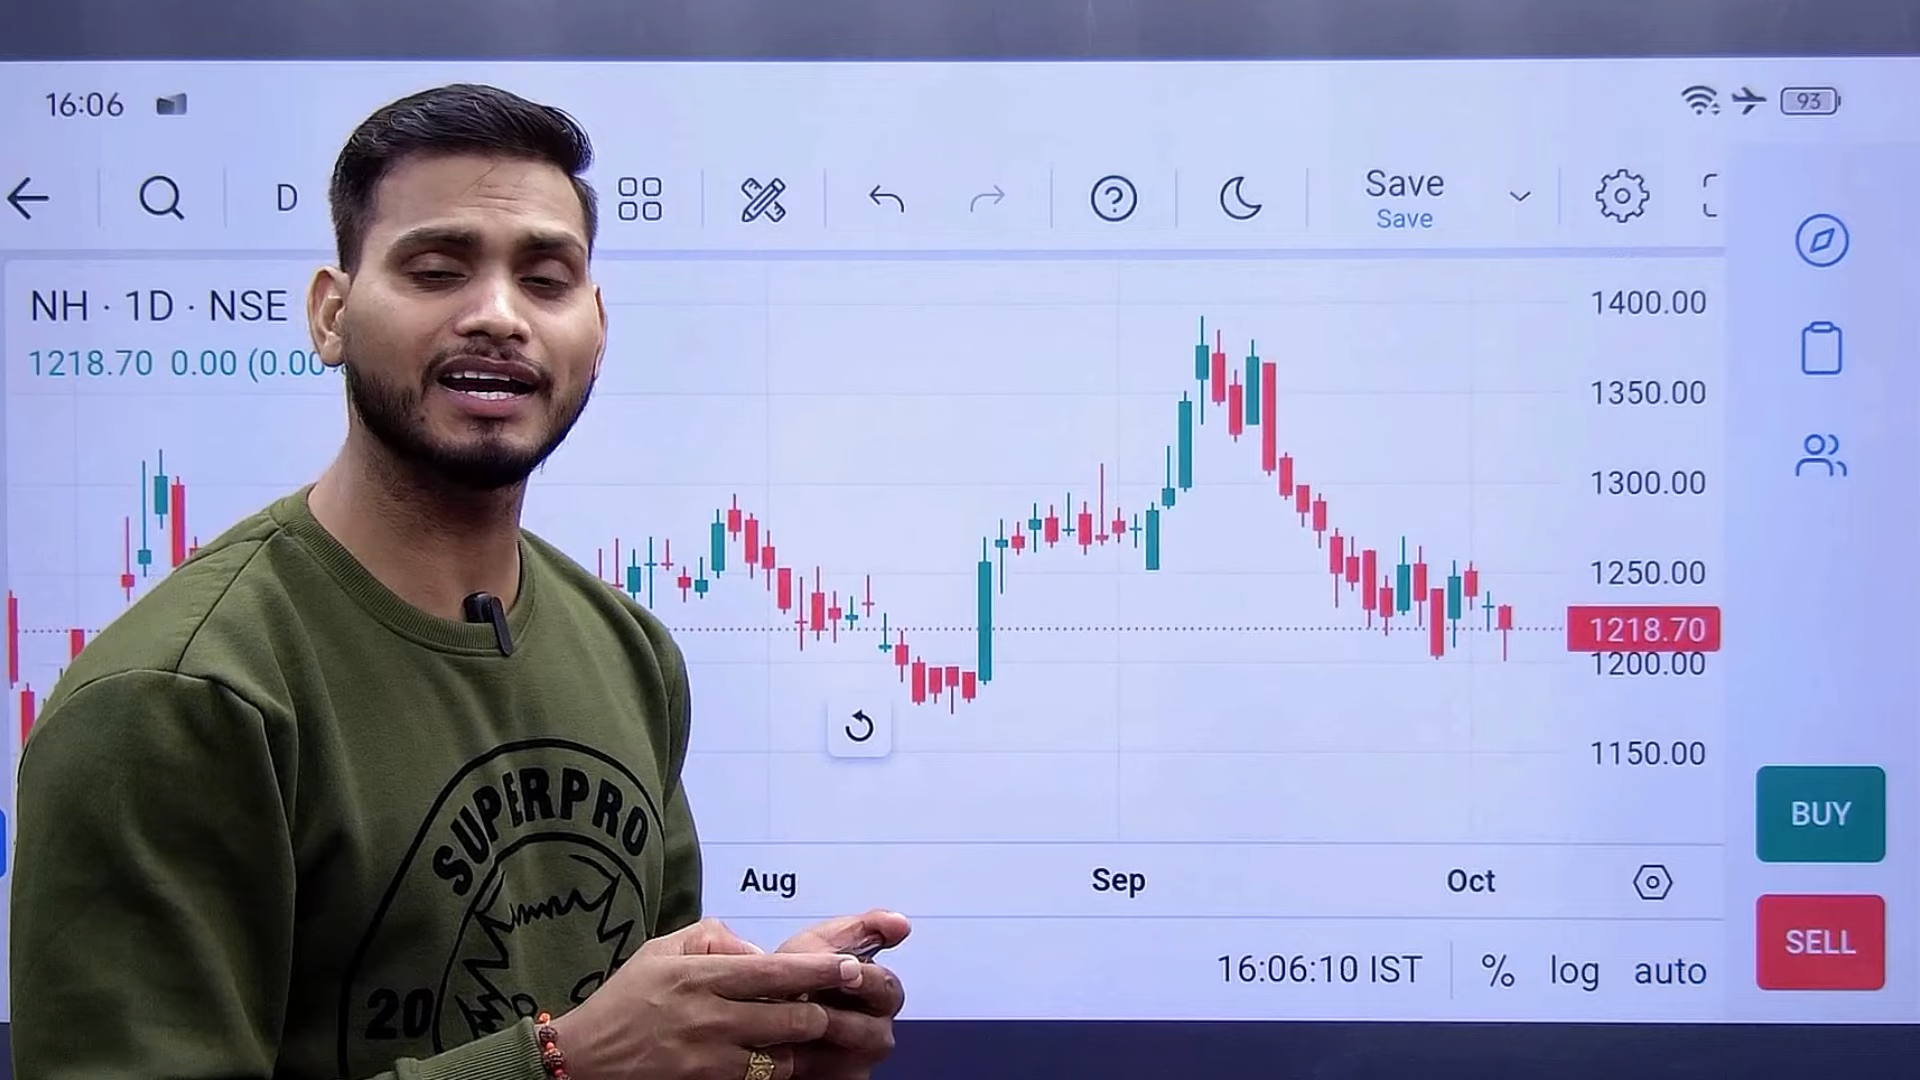 16:06
93
D
Save
Save
NH · 1D · NSE
1218.70 0.00 (0.00
1400.00
1350.00
1300.00
1250.00
1218.70
1200.00
1150.00
BUY
SELL
Aug Sep Oct
16:06:10 IST % log auto
SUPERPRO
20